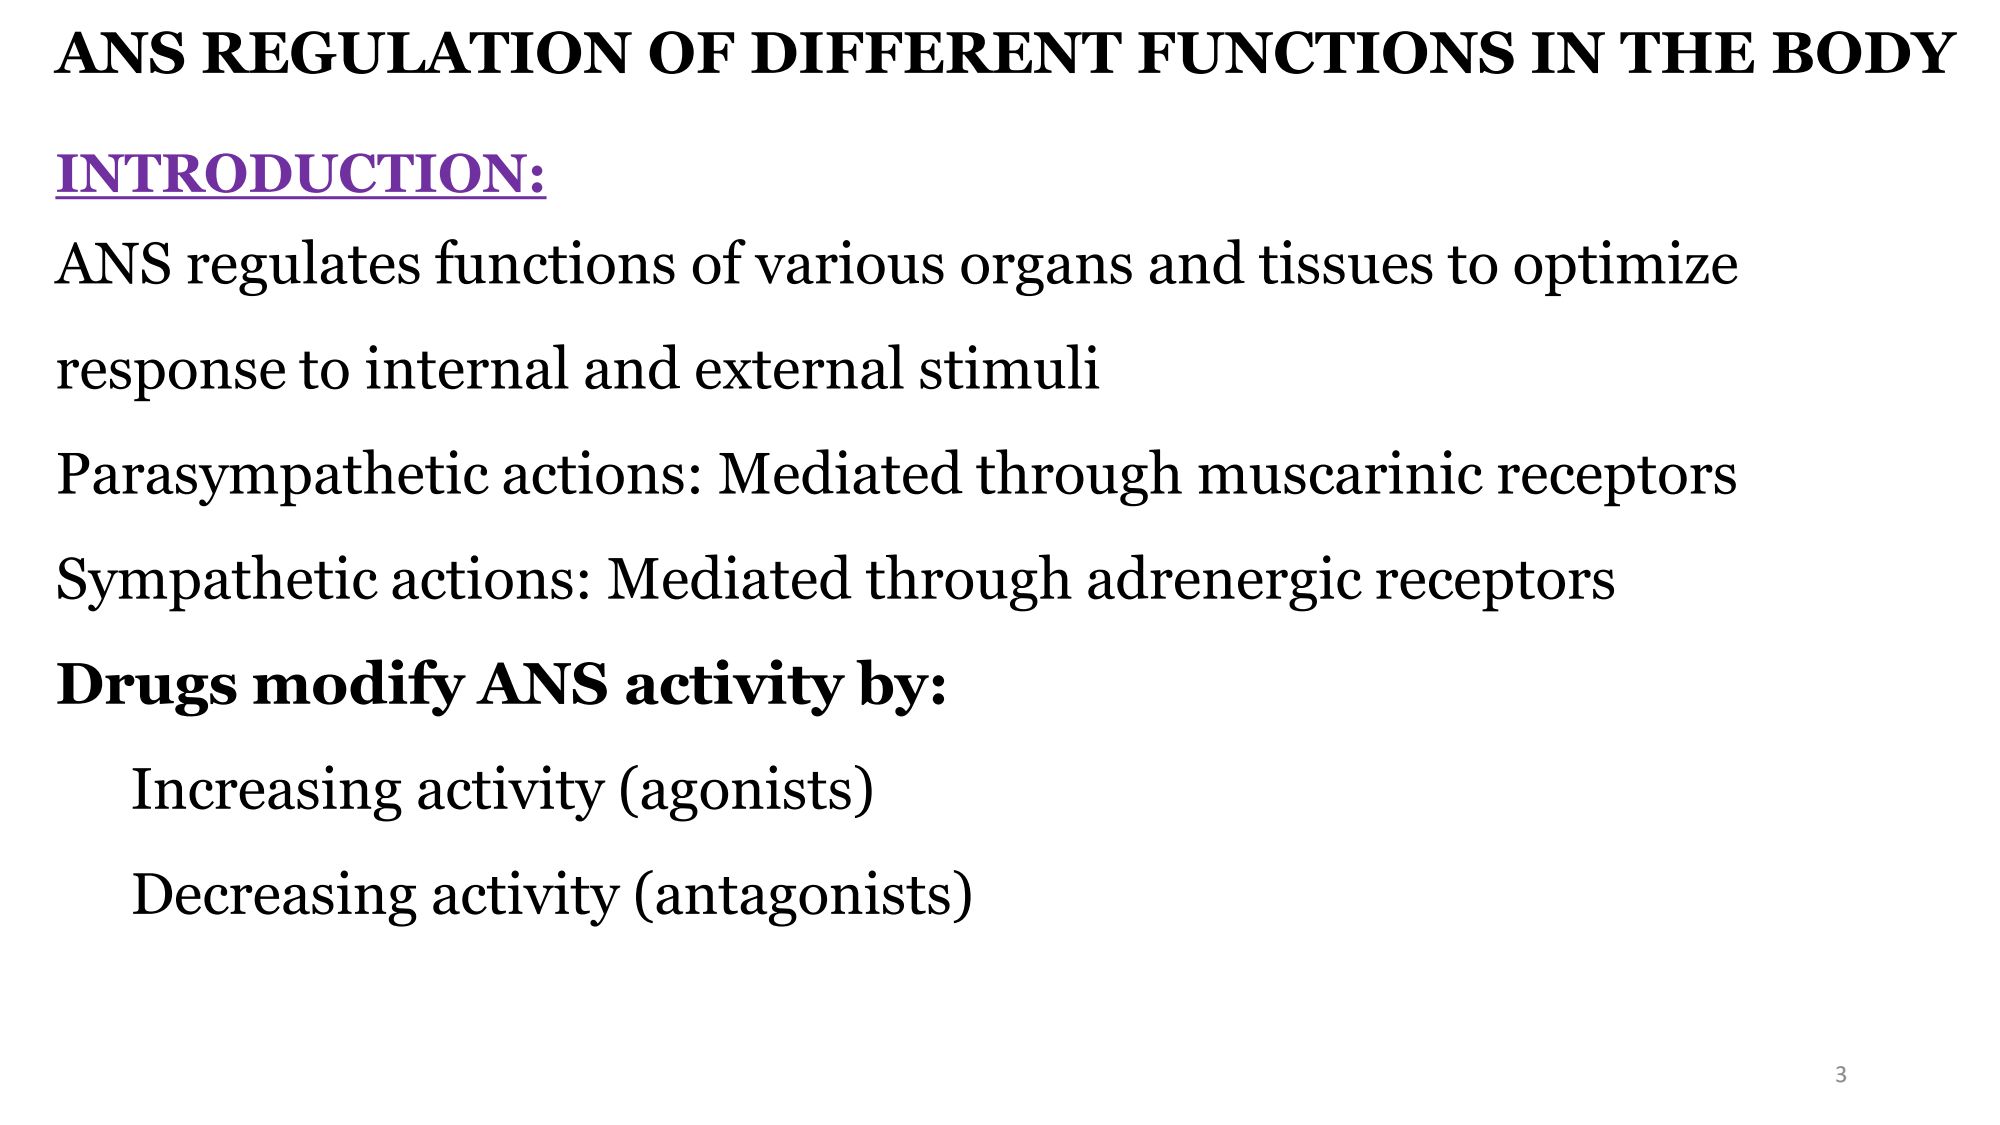 ANS REGULATION OF DIFFERENT FUNCTIONS IN THE BODY
INTRODUCTION:
ANS regulates functions of various organs and tissues to optimize
response to internal and external stimuli
Parasympathetic actions: Mediated through muscarinic receptors
Sympathetic actions: Mediated through adrenergic receptors
Drugs modify ANS activity by:
Increasing activity (agonists)
Decreasing activity (antagonists)
3